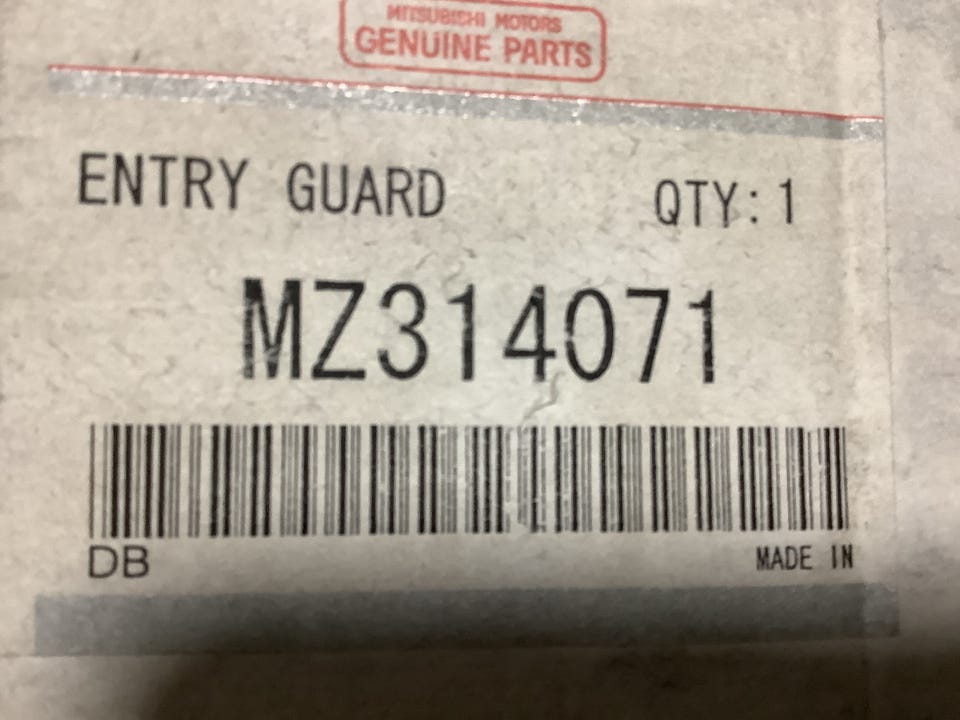 MITSUBISHI MOTORS
GENUINE PARTS
ENTRY GUARD QTY:1
MZ314071
DB MADE IN